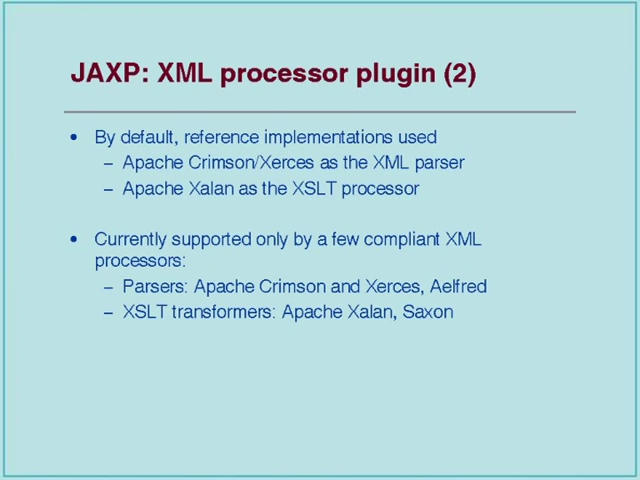 JAXP: XML processor plugin (2)
• By default, reference implementations used
– Apache Crimson/Xerces as the XML parser
– Apache Xalan as the XSLT processor
• Currently supported only by a few compliant XML
processors:
– Parsers: Apache Crimson and Xerces, Aelfred
– XSLT transformers: Apache Xalan, Saxon